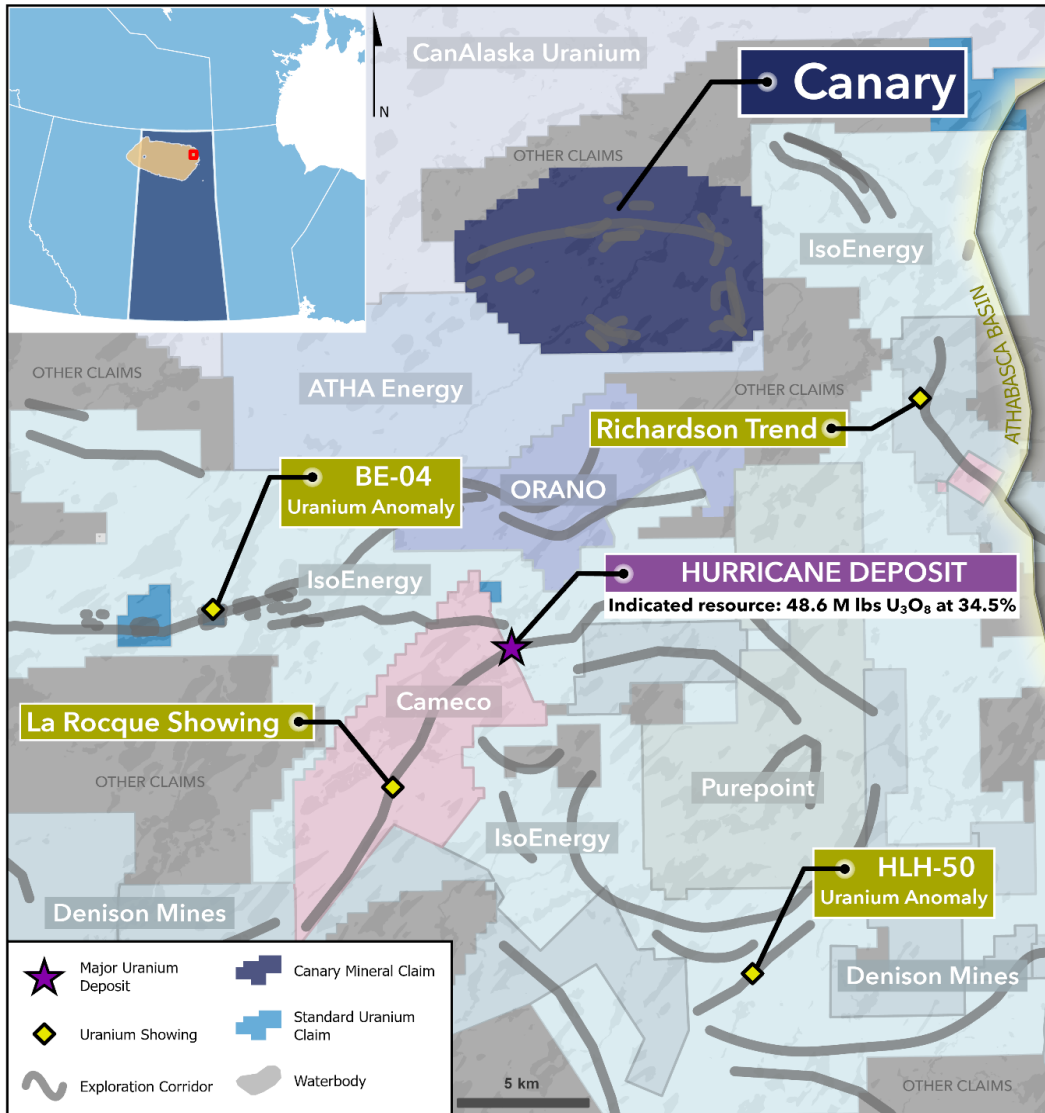 CanAlaska Uranium
N
Canary
OTHER CLAIMS
IsoEnergy
ATHABASCA BASIN
OTHER CLAIMS
ATHA Energy
OTHER CLAIMS
Richardson Trend
BE-04
Uranium Anomaly
ORANO
IsoEnergy
HURRICANE DEPOSIT
Indicated resource: 48.6 M lbs U₃O₈ at 34.5%
Cameco
La Rocque Showing
OTHER CLAIMS
Purepoint
IsoEnergy
HLH-50
Uranium Anomaly
Denison Mines
Denison Mines
Major Uranium
Deposit
Canary Mineral Claim
Uranium Showing
Standard Uranium
Claim
Exploration Corridor
Waterbody
5 km
OTHER CLAIMS